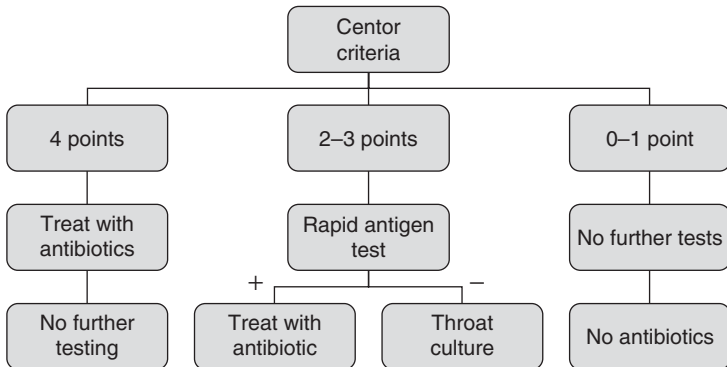 Centor
criteria
4 points
2–3 points
0–1 point
Treat with
antibiotics
Rapid antigen
test
No further tests
+
−
No further
testing
Treat with
antibiotic
Throat
culture
No antibiotics